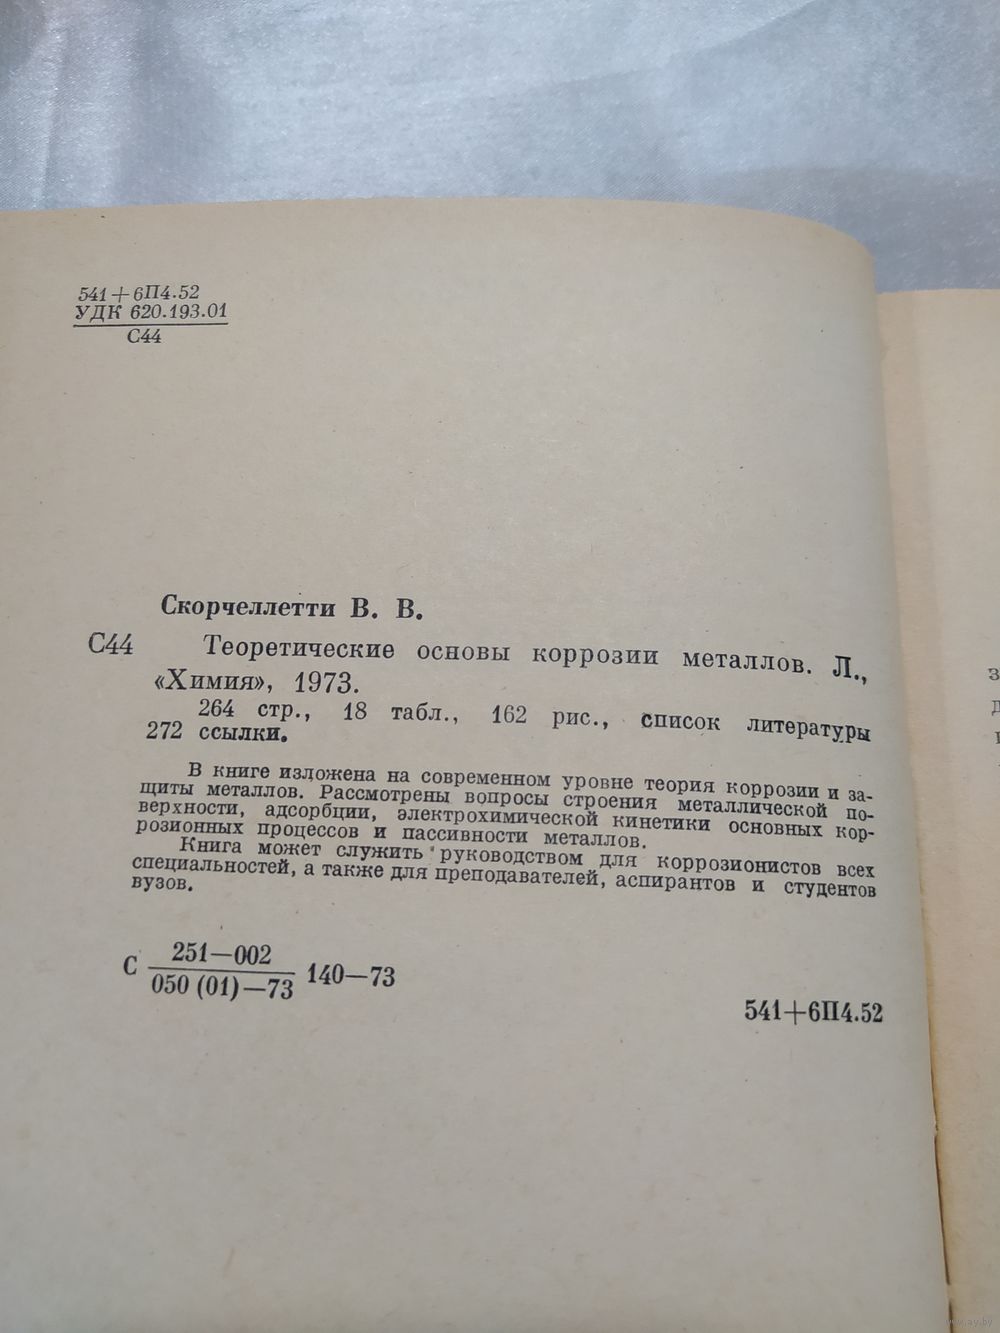 541+6П4.52
УДК 620.193.01
С44
Скорчеллетти В. В.
С44 Теоретические основы коррозии металлов. Л.,
«Химия», 1973.
264 стр., 18 табл., 162 рис., список литературы
272 ссылки.
В книге изложена на современном уровне теория коррозии и за-
щиты металлов. Рассмотрены вопросы строения металлической по-
верхности, адсорбции, электрохимической кинетики основных кор-
розионных процессов и пассивности металлов.
Книга может служить руководством для коррозионистов всех
специальностей, а также для преподавателей, аспирантов и студентов
вузов.
С 251—002
050 (01)—73 140—73
541+6П4.52
www.ay.by